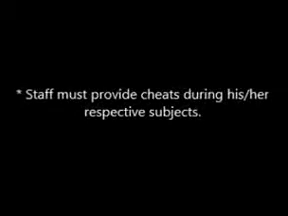 * Staff must provide cheats during his/her
respective subjects.